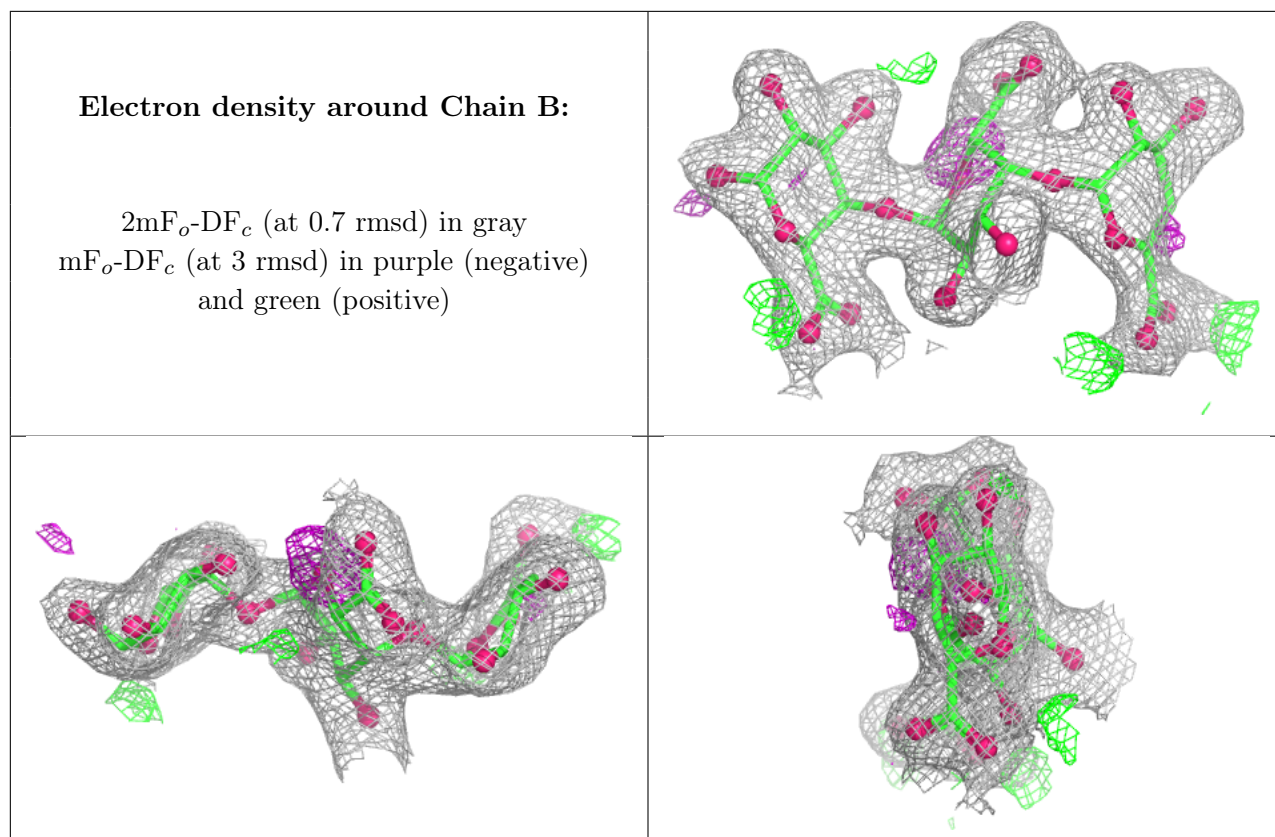 Electron density around Chain B:
2mFo-DFc (at 0.7 rmsd) in gray
mFo-DFc (at 3 rmsd) in purple (negative)
and green (positive)